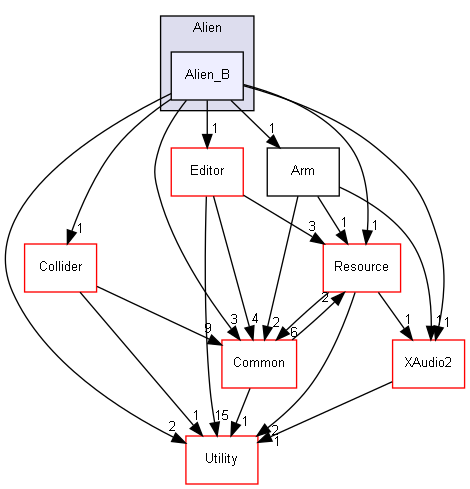 Alien
Alien_B
1
1
Editor
Arm
1
3
1
1
Collider
Resource
2
3
4
2
6
9
1
1
1
Common
XAudio2
2
1
15
1
2
1
Utility